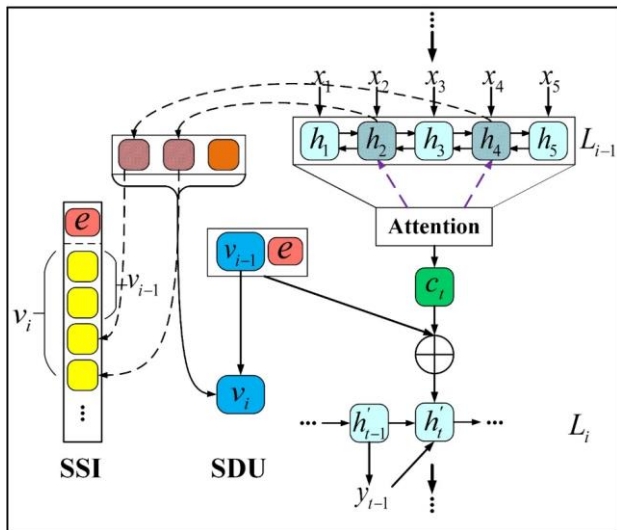 x₁ x₂ x₃ x₄ x₅
h₁ h₂ h₃ h₄ h₅ Lᵢ₋₁
Attention
e
vᵢ₋₁ e
cₜ
vᵢ vᵢ₋₁
vᵢ
... h'ₜ₋₁ h'ₜ ... Lᵢ
yₜ₋₁
SSI SDU